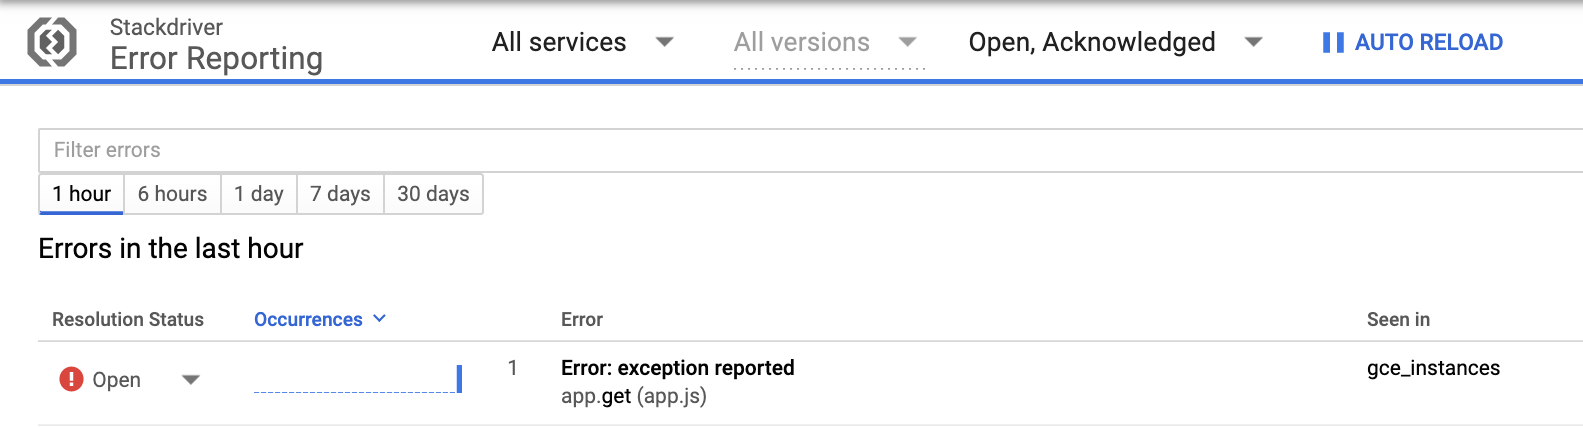 Stackdriver
Error Reporting
All services
All versions
Open, Acknowledged
AUTO RELOAD
Filter errors
1 hour
6 hours
1 day
7 days
30 days
Errors in the last hour
Resolution Status
Occurrences
Error
Seen in
Open
1
Error: exception reported
app.get (app.js)
gce_instances